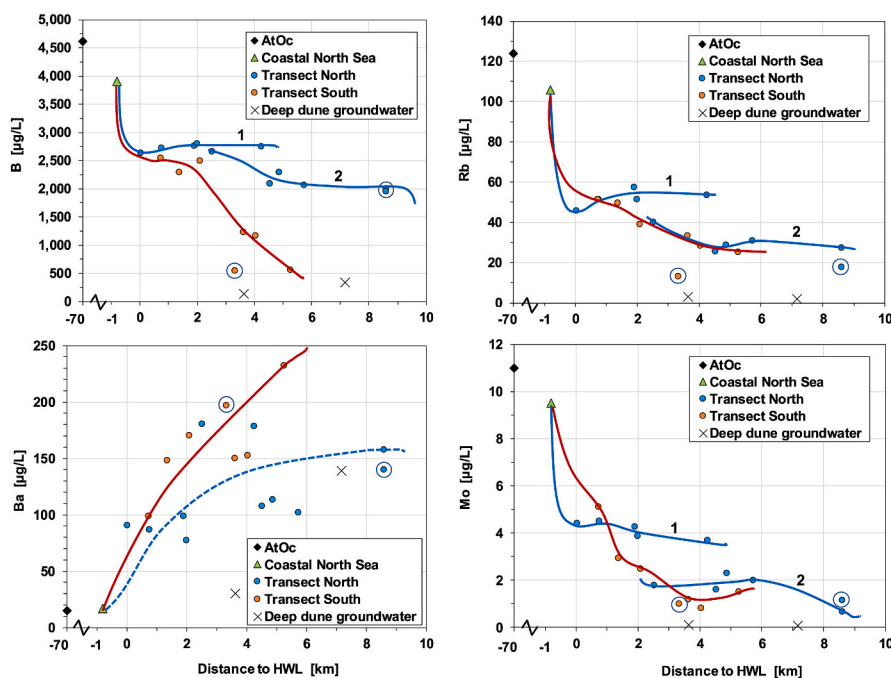 B [µg/L]
5,000
4,500
4,000
3,500
3,000
2,500
2,000
1,500
1,000
500
0
AtOc
Coastal North Sea
Transect North
Transect South
Deep dune groundwater
1
2
-70 -1 0 2 4 6 8 10
Rb [µg/L]
140
120
100
80
60
40
20
0
AtOc
Coastal North Sea
Transect North
Transect South
Deep dune groundwater
1
2
-70 -1 0 2 4 6 8 10
Ba [µg/L]
250
200
150
100
50
0
AtOc
Coastal North Sea
Transect North
Transect South
Deep dune groundwater
-70 -1 0 2 4 6 8 10
Distance to HWL [km]
Mo [µg/L]
12
10
8
6
4
2
0
AtOc
Coastal North Sea
Transect North
Transect South
Deep dune groundwater
1
2
-70 -1 0 2 4 6 8 10
Distance to HWL [km]